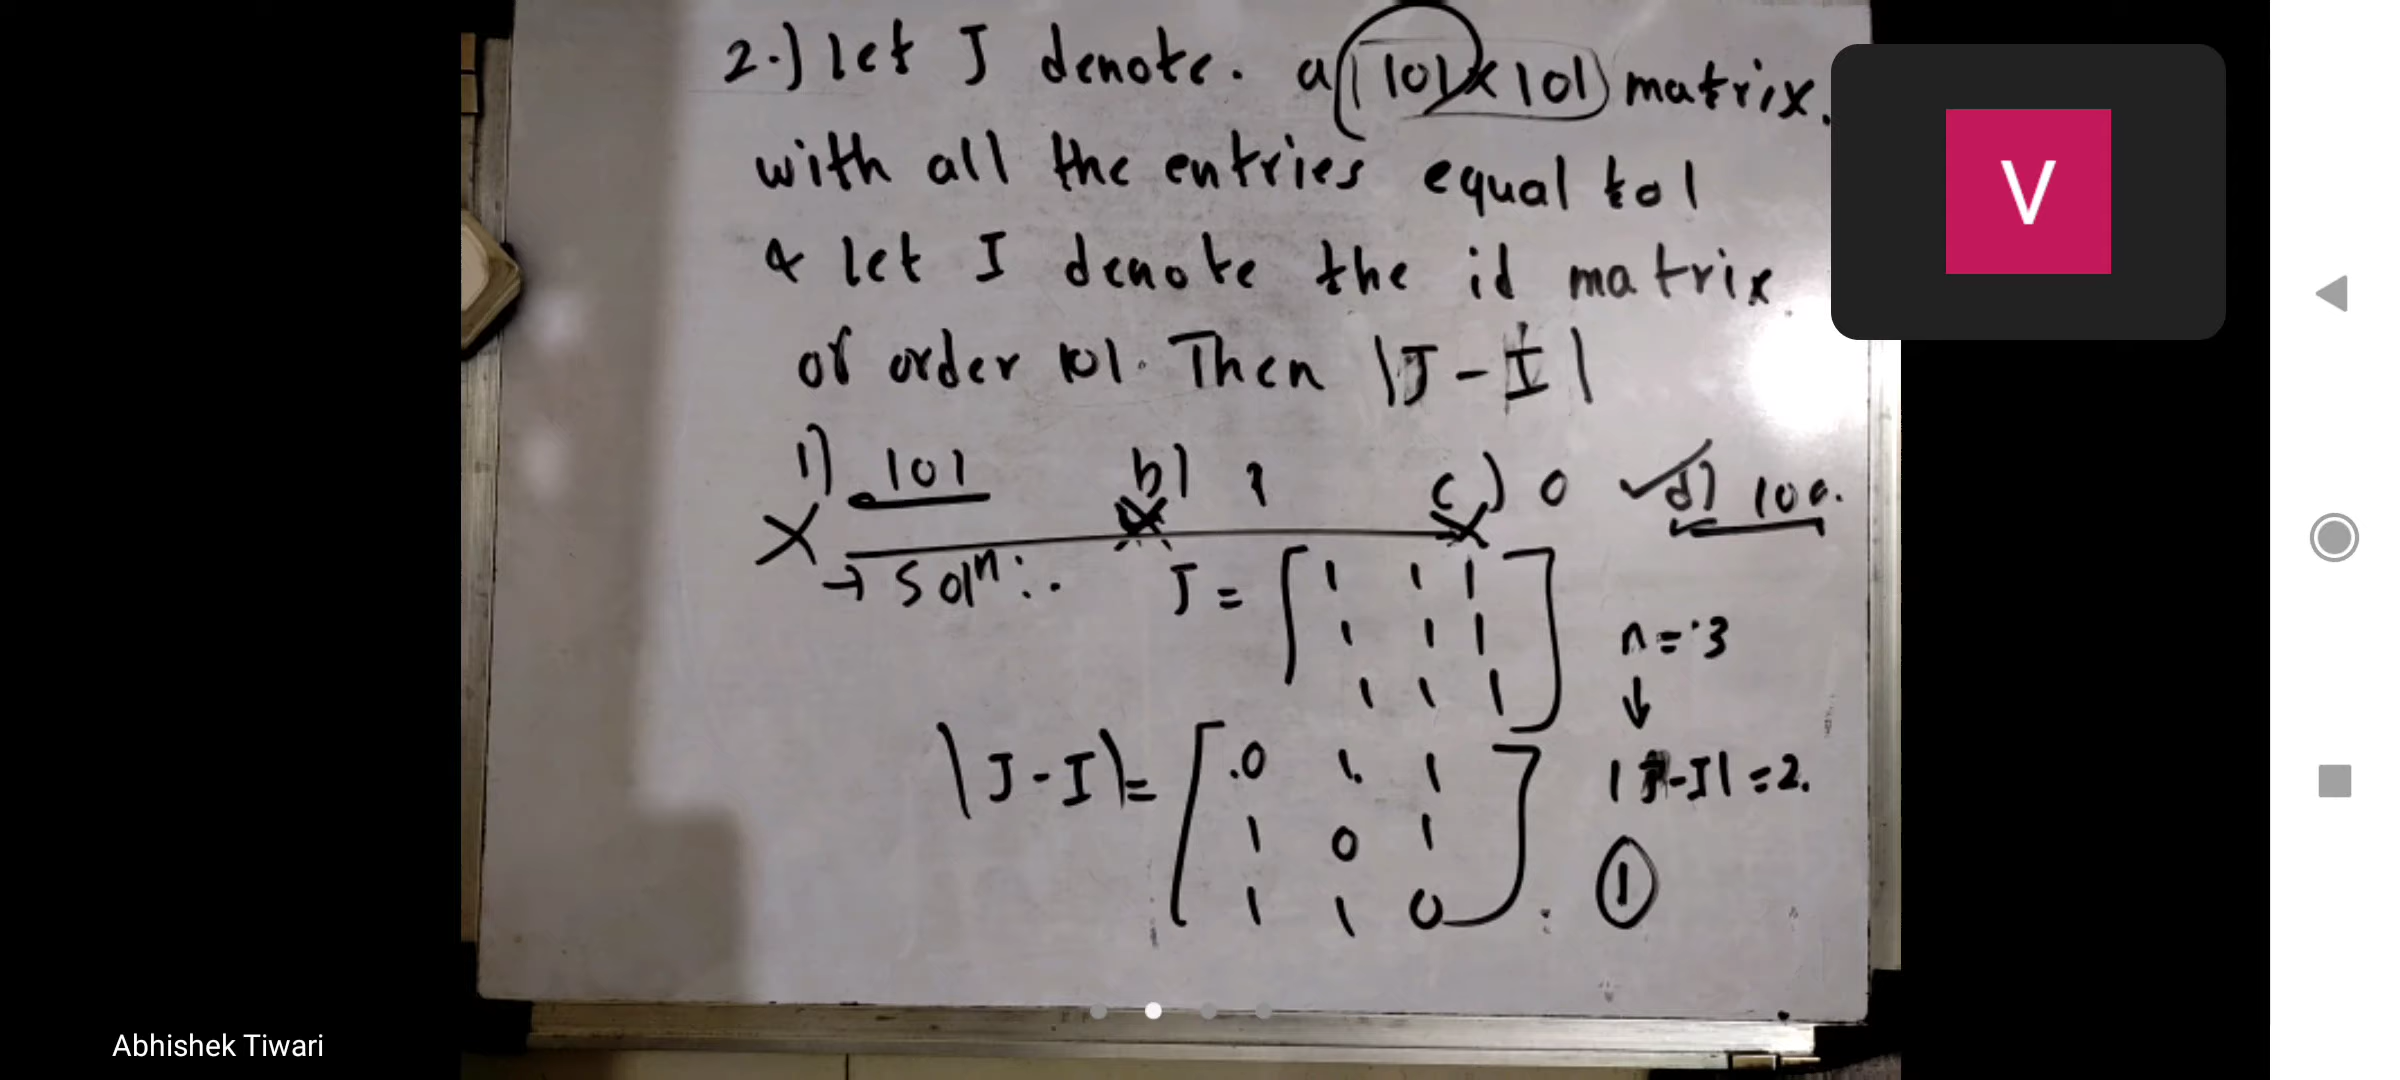 2.) let J denote. a (101 × 101) matrix.
with all the entries equal to 1
& let I denote the id matrix
of order 101. Then |J - I|
1) 101 b) 1 c) 0 d) 100.
→ Solⁿ:. J = [ 1 1 1
1 1 1
1 1 1 ]
n = 3
↓
|J - I| = [ .0 1. 1
1 0 1
1 1 0 ].
|J-I| = 2.
①
V
Abhishek Tiwari